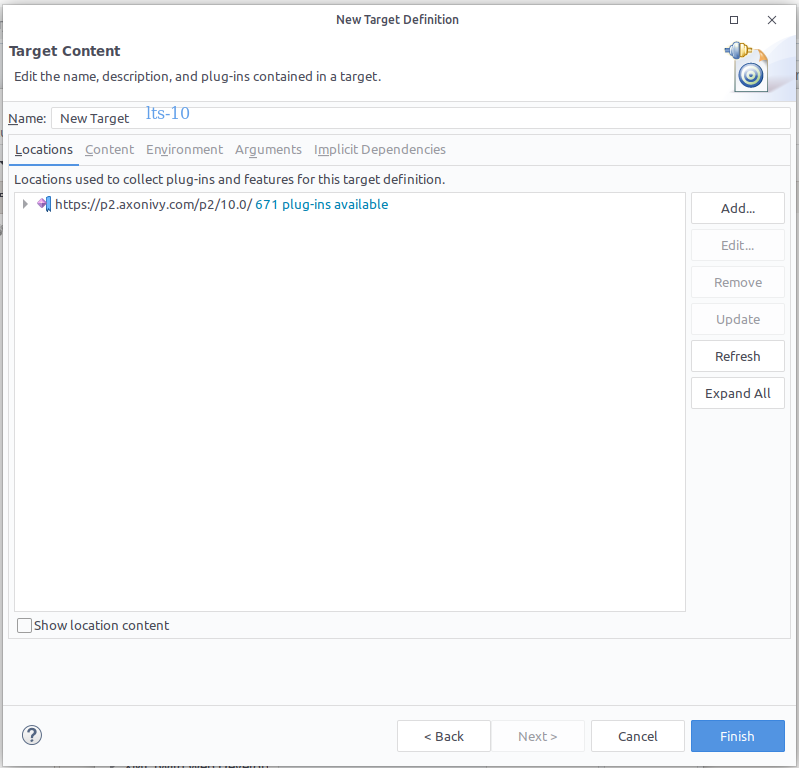 New Target Definition
Target Content
Edit the name, description, and plug-ins contained in a target.
Name: New Target lts-10
Locations Content Environment Arguments Implicit Dependencies
Locations used to collect plug-ins and features for this target definition.
https://p2.axonivy.com/p2/10.0/ 671 plug-ins available
Add...
Edit...
Remove
Update
Refresh
Expand All
Show location content
? < Back Next > Cancel Finish